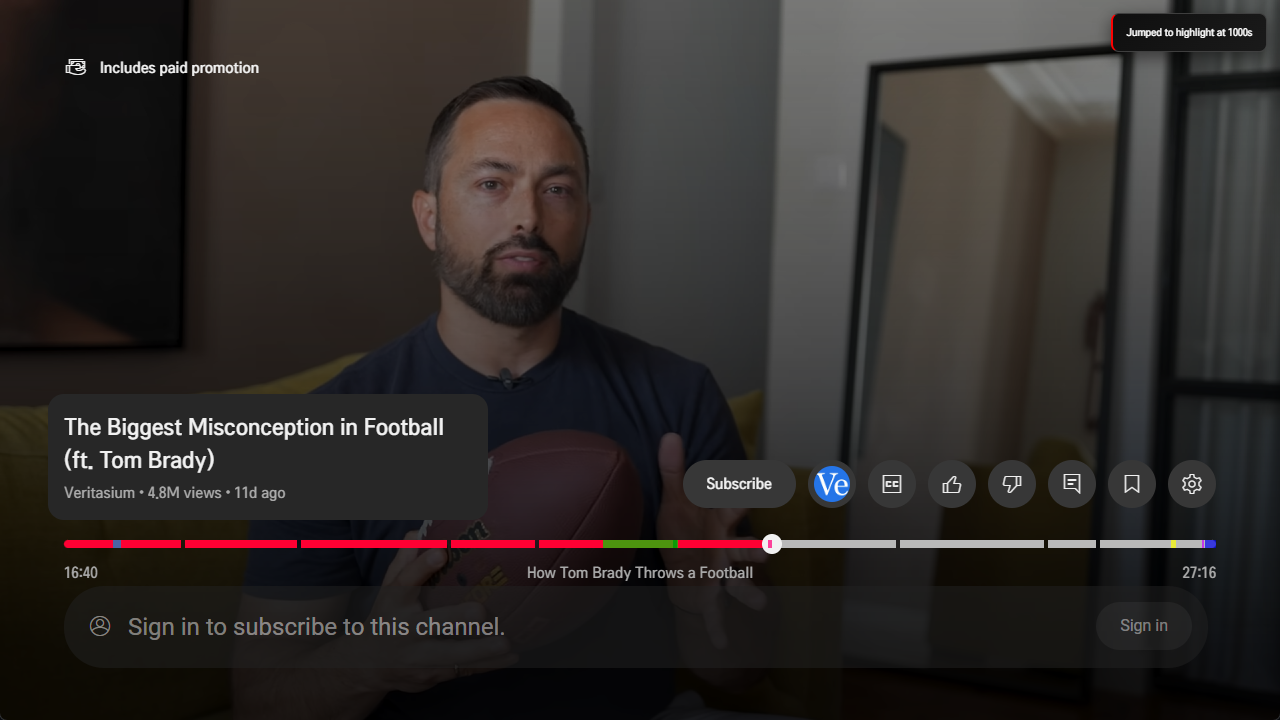 Jumped to highlight at 1000s
Includes paid promotion
The Biggest Misconception in Football
(ft. Tom Brady)
Veritasium • 4.8M views • 11d ago
Subscribe
Ve
CC
16:40
How Tom Brady Throws a Football
27:16
Sign in to subscribe to this channel.
Sign in